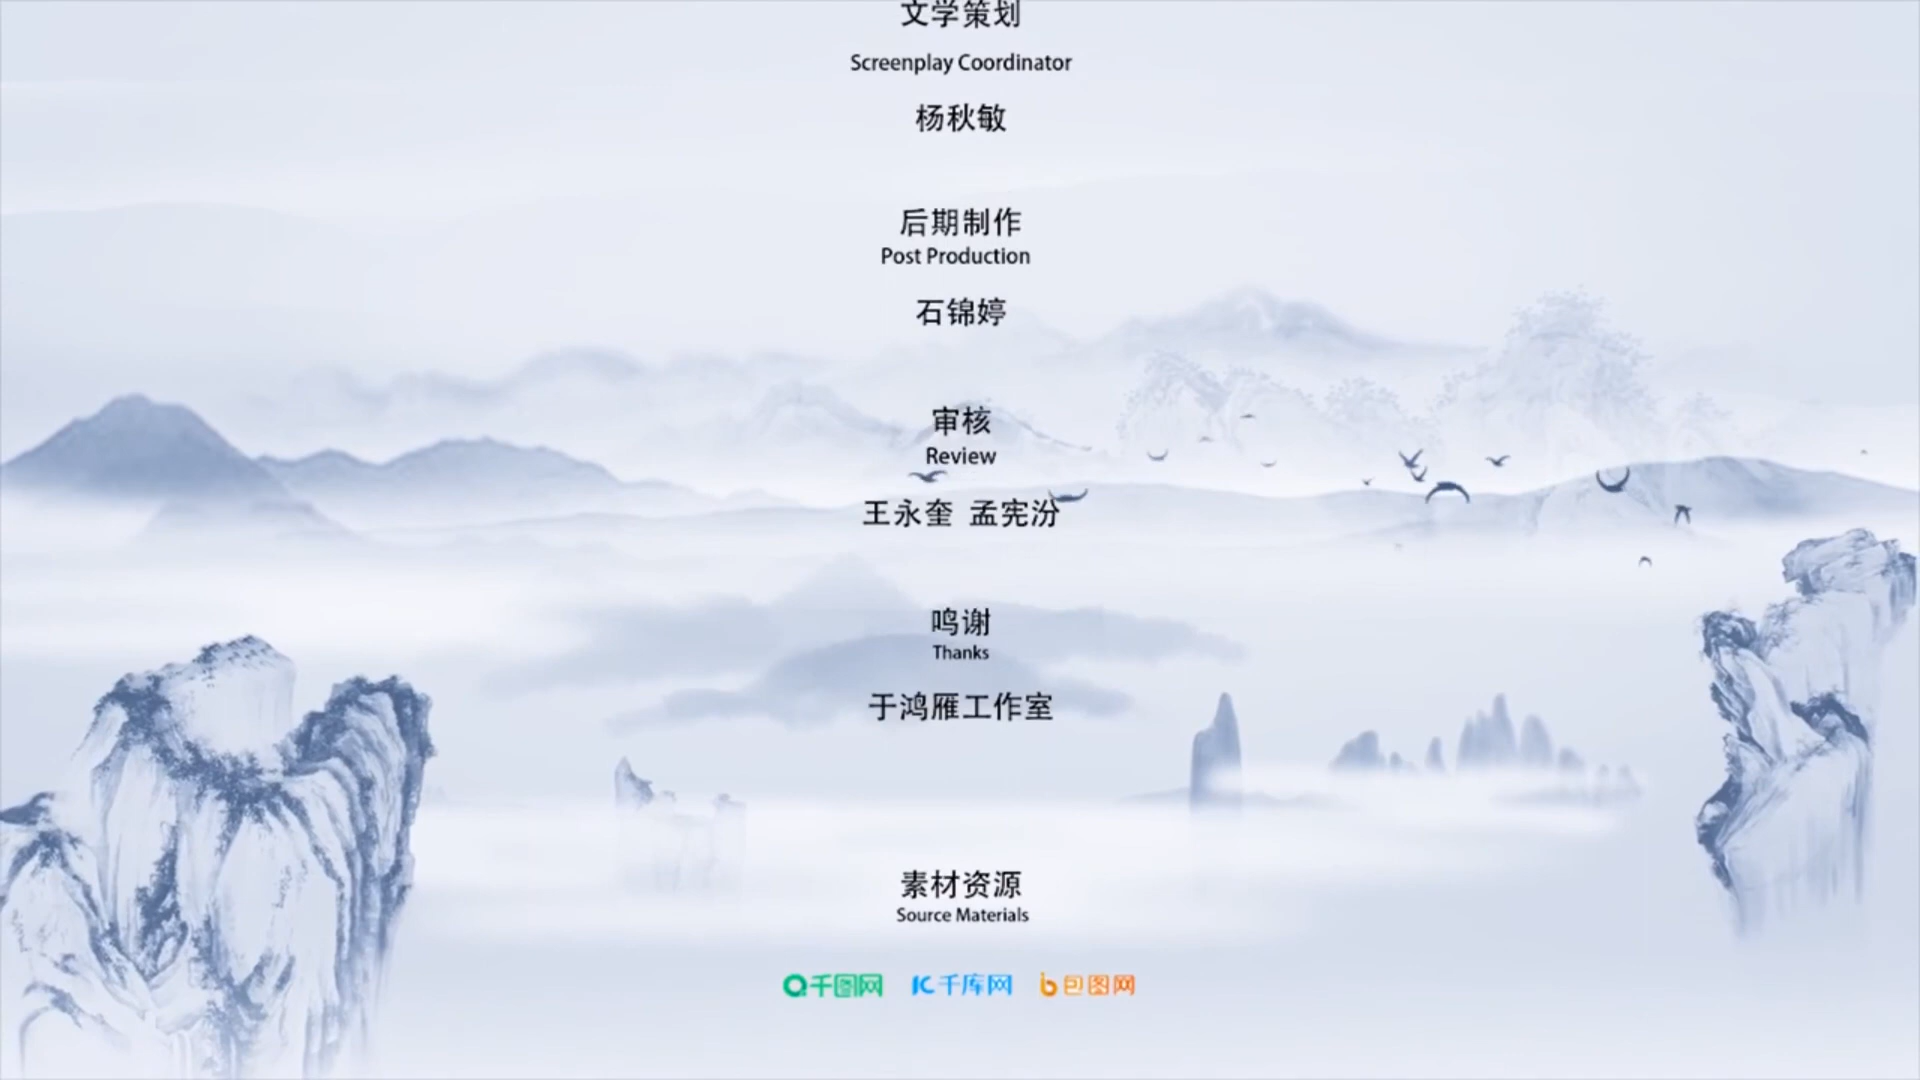 文学策划
Screenplay Coordinator
杨秋敏
后期制作
Post Production
石锦婷
审核
Review
王永奎 孟宪汾
鸣谢
Thanks
于鸿雁工作室
素材资源
Source Materials
千图网 IC千库网 b包图网